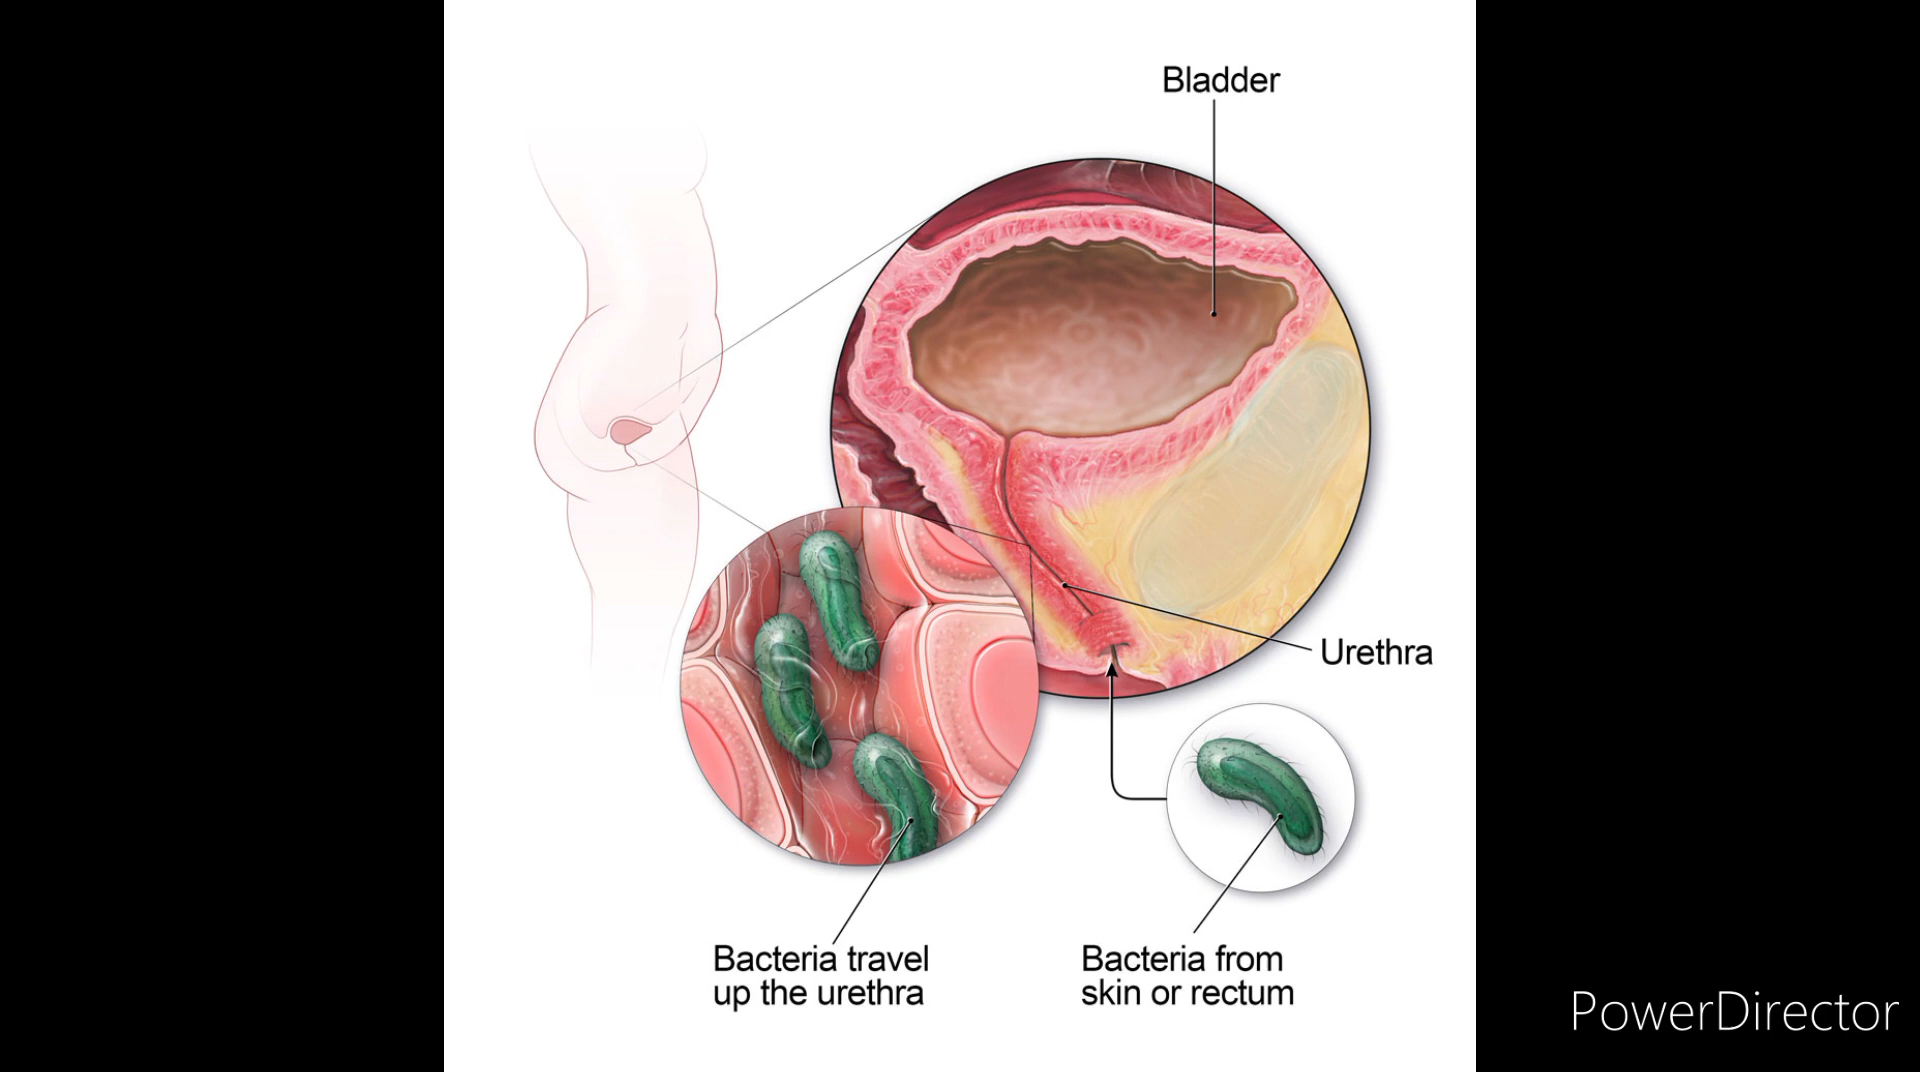 Bladder
Urethra
Bacteria travel
up the urethra
Bacteria from
skin or rectum
PowerDirector